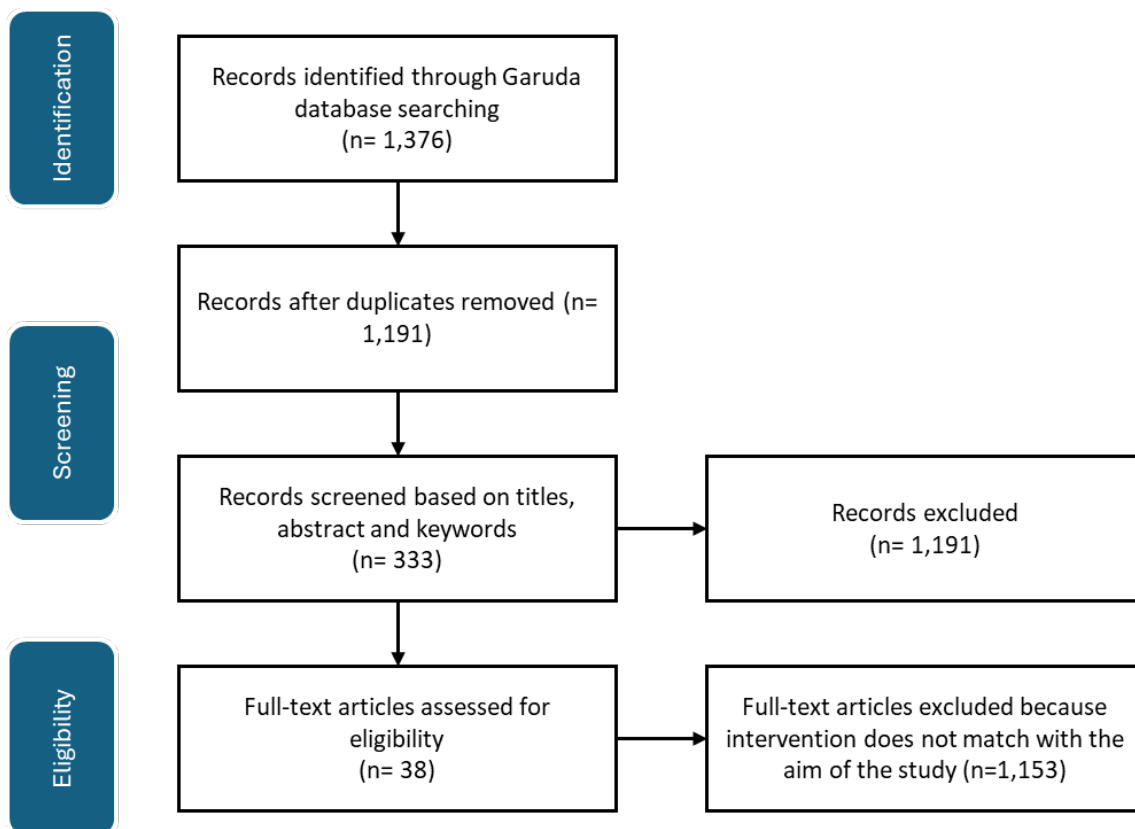 Identification
Records identified through Garuda
database searching
(n= 1,376)
Records after duplicates removed (n=
1,191)
Screening
Records screened based on titles,
abstract and keywords
(n= 333)
Records excluded
(n= 1,191)
Eligibility
Full-text articles assessed for
eligibility
(n= 38)
Full-text articles excluded because
intervention does not match with the
aim of the study (n=1,153)